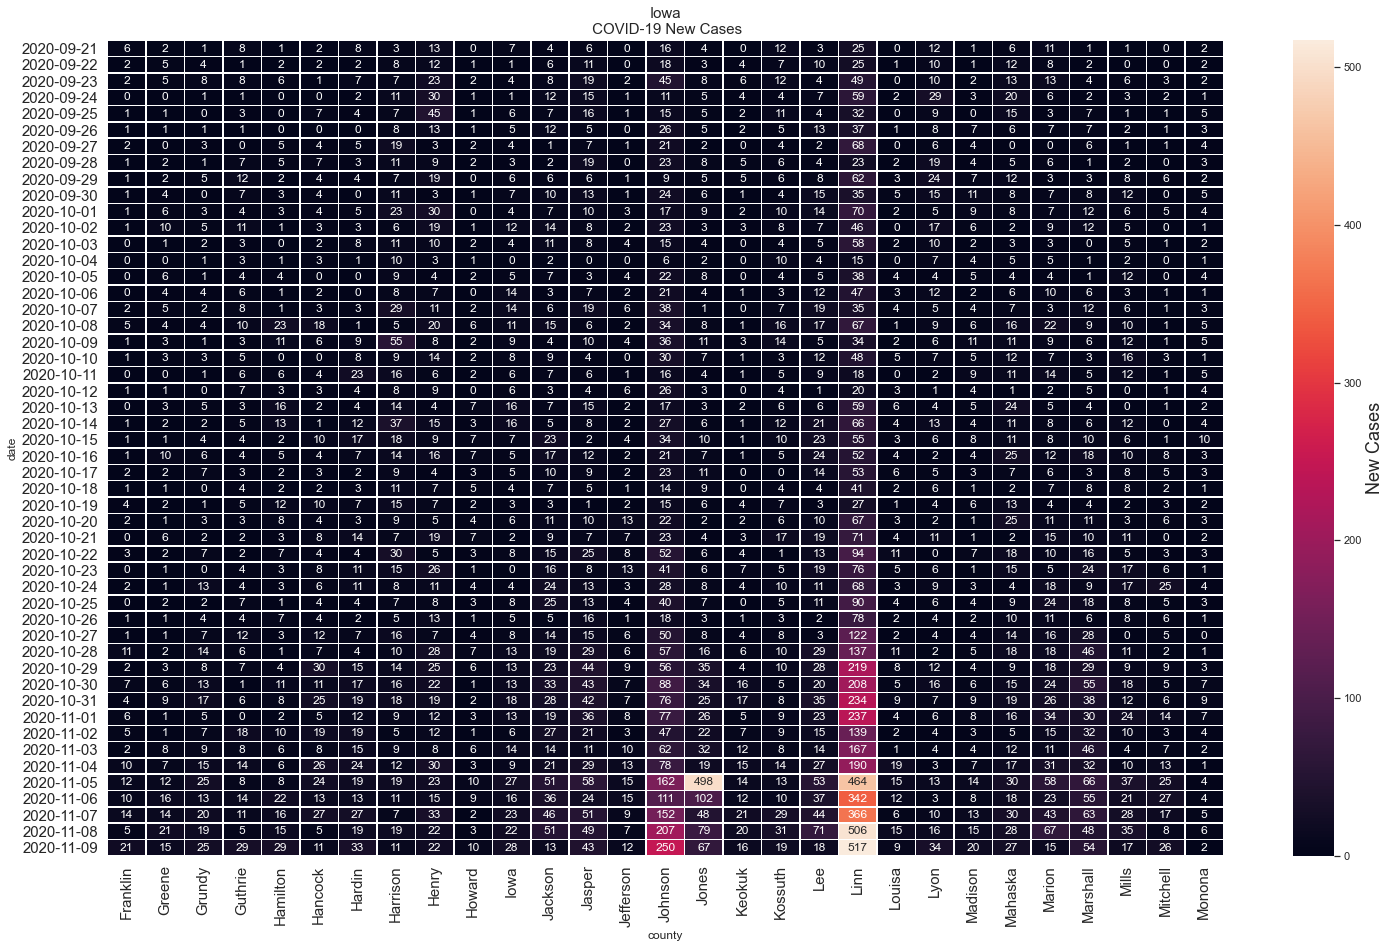 Iowa
COVID-19 New Cases
2020-09-21 6 2 1 8 1 2 8 3 13 0 7 4 6 0 16 4 0 12 3 25 0 12 1 6 11 1 1 0 2
2020-09-22 2 5 4 1 2 2 2 8 12 1 1 6 11 0 18 3 4 7 10 25 1 10 1 2 8 2 0 0 2
2020-09-23 2 5 8 8 6 1 7 7 23 2 4 8 19 2 45 8 6 12 4 49 0 10 2 13 13 4 6 3 2
2020-09-24 0 0 1 1 0 0 2 11 30 1 1 12 15 1 11 5 4 4 7 59 2 29 3 20 6 2 3 2 1
2020-09-25 1 1 0 3 0 7 4 7 45 1 6 7 16 1 15 5 2 11 4 32 0 9 0 15 3 7 1 1 5
2020-09-26 1 1 1 1 0 0 0 8 13 1 5 12 5 0 26 5 2 5 13 37 1 8 7 6 7 7 2 1 3
2020-09-27 2 0 3 0 5 4 5 19 3 2 4 1 7 1 21 2 0 4 2 68 0 6 4 0 0 6 1 1 4
2020-09-28 1 2 1 7 5 7 3 11 9 2 3 2 19 0 23 8 5 6 4 23 2 19 4 5 6 1 2 0 3
2020-09-29 1 2 5 12 2 4 4 7 19 0 6 6 6 1 9 5 5 6 8 62 3 24 7 12 3 3 8 6 2
2020-09-30 1 4 0 7 3 4 0 11 3 1 7 10 13 1 24 6 1 4 15 35 5 15 11 8 7 8 12 0 5
2020-10-01 1 6 3 4 3 4 5 23 30 0 4 7 10 3 17 9 2 10 14 70 2 5 9 8 7 12 6 5 4
2020-10-02 1 10 5 11 1 3 3 6 19 1 12 14 8 2 23 3 3 8 7 46 0 17 6 2 9 12 5 0 1
2020-10-03 0 1 2 3 0 2 8 11 10 2 4 11 8 4 15 4 0 4 5 58 2 10 2 3 3 0 5 1 2
2020-10-04 0 0 1 3 1 3 1 10 3 1 0 2 0 0 6 2 0 10 4 15 0 7 4 5 5 1 2 0 1
2020-10-05 0 6 1 4 4 0 0 9 4 2 5 7 3 4 22 8 0 4 5 38 4 4 5 4 4 1 12 0 4
2020-10-06 0 4 4 6 1 2 0 8 7 0 14 3 7 2 21 4 1 3 12 47 3 12 2 6 10 6 3 1 1
2020-10-07 2 5 2 8 1 3 3 29 11 2 14 6 19 6 38 1 0 7 19 35 4 5 4 7 3 12 6 1 3
2020-10-08 5 4 4 10 23 18 1 5 20 6 11 15 6 2 34 8 1 16 17 67 1 9 6 16 22 9 10 1 5
2020-10-09 1 3 1 3 11 6 9 55 8 2 9 4 10 4 36 11 3 14 5 34 2 6 11 11 9 6 12 1 5
2020-10-10 1 3 3 5 0 0 8 9 14 2 8 9 4 0 30 7 1 3 12 48 5 7 5 12 7 3 16 3 1
2020-10-11 0 0 1 6 6 4 23 16 6 2 6 7 6 1 16 4 1 5 9 18 0 2 9 11 14 5 12 1 5
2020-10-12 1 1 0 7 3 3 4 8 9 0 6 3 4 6 26 3 0 4 1 20 3 1 4 1 2 5 0 1 4
2020-10-13 0 3 5 3 16 2 4 14 4 7 16 7 15 2 17 3 2 6 6 59 6 4 5 24 5 4 0 1 2
2020-10-14 1 2 2 5 13 1 12 37 15 3 16 5 8 2 27 6 1 12 21 66 4 13 4 11 8 6 12 0 4
2020-10-15 1 1 4 4 2 10 17 18 9 7 7 23 2 4 34 10 1 10 23 55 3 6 8 11 8 10 6 1 10
2020-10-16 1 10 6 4 5 4 7 14 16 7 5 17 12 2 21 7 1 5 24 52 4 2 4 25 12 18 10 8 3
2020-10-17 2 2 7 3 2 3 2 9 4 3 5 10 9 2 23 11 0 0 14 53 6 5 3 7 6 3 8 5 3
2020-10-18 1 1 0 4 2 2 3 11 7 5 4 7 5 1 14 9 0 4 4 41 2 6 1 2 7 8 8 2 1
2020-10-19 4 2 1 5 12 10 7 15 7 2 3 3 1 2 15 6 4 7 3 27 1 4 6 13 4 4 2 3 2
2020-10-20 2 1 3 3 8 4 3 9 5 4 6 11 10 13 22 2 2 6 10 67 3 2 1 25 11 11 3 6 3
2020-10-21 0 6 2 2 3 8 14 7 19 7 2 9 7 7 23 4 3 17 19 71 4 11 1 2 15 10 11 0 2
2020-10-22 3 2 7 2 7 4 4 30 5 3 8 15 25 8 52 6 4 1 13 94 11 0 7 18 10 16 5 3 3
2020-10-23 0 1 0 4 3 8 11 15 26 1 0 16 8 13 41 6 7 5 19 76 5 6 1 15 5 24 17 6 1
2020-10-24 2 1 13 4 3 6 11 8 11 4 4 24 13 3 28 8 4 10 11 68 3 9 3 4 18 9 17 25 4
2020-10-25 0 2 2 7 1 4 4 7 8 3 8 25 13 4 40 7 0 5 11 90 4 6 4 9 24 18 8 5 3
2020-10-26 1 1 4 4 7 4 2 5 13 1 5 5 16 1 18 3 1 3 2 78 2 4 2 10 11 6 8 6 1
2020-10-27 1 1 7 12 3 12 7 16 7 4 8 14 15 6 50 8 4 8 3 122 2 4 4 14 16 28 0 5 0
2020-10-28 11 2 14 6 1 7 4 10 28 7 13 19 29 6 57 16 6 10 29 137 11 2 5 18 18 46 11 2 1
2020-10-29 2 3 8 7 4 30 15 14 25 6 13 23 44 9 56 35 4 10 28 219 8 12 4 9 18 29 9 9 3
2020-10-30 7 6 13 1 11 11 17 16 22 1 13 33 43 7 88 34 16 5 20 208 5 16 6 15 24 55 18 5 7
2020-10-31 4 9 17 6 8 25 19 18 19 2 18 28 42 7 76 25 17 8 35 234 9 7 9 19 26 38 12 6 9
2020-11-01 6 1 5 0 2 5 12 9 12 3 13 19 36 8 77 26 5 9 23 237 4 6 8 16 34 30 24 14 7
2020-11-02 5 1 7 18 10 19 19 5 12 1 6 27 21 3 47 22 7 9 15 139 2 4 3 5 15 32 10 3 4
2020-11-03 2 8 9 8 6 8 15 9 8 6 14 14 11 10 62 32 12 8 14 167 1 4 4 12 11 46 4 7 2
2020-11-04 10 7 15 14 6 26 24 12 30 3 9 21 29 13 78 19 15 14 27 190 19 3 7 17 31 32 10 13 1
2020-11-05 12 12 25 8 8 24 19 19 23 10 27 51 58 15 162 498 14 13 53 464 15 13 14 30 58 66 37 25 4
2020-11-06 10 16 13 14 22 13 13 11 15 9 16 36 24 15 111 102 12 10 37 342 12 3 8 18 23 55 21 27 4
2020-11-07 14 14 20 11 16 27 27 7 33 2 23 46 51 9 152 48 21 29 44 366 6 10 13 30 43 63 28 17 5
2020-11-08 5 21 19 5 15 5 19 19 22 3 22 51 49 7 207 79 20 31 71 506 15 16 15 28 67 48 35 8 6
2020-11-09 21 15 25 29 29 11 33 11 22 10 28 13 43 12 250 67 16 19 18 517 9 34 20 27 15 54 17 26 2
Franklin Greene Grundy Guthrie Hamilton Hancock Hardin Harrison Henry Howard Iowa Jackson Jasper Jefferson Johnson Jones Keokuk Kossuth Lee Linn Louisa Lyon Madison Mahaska Marion Marshall Mills Mitchell Monona
county
date
500
400
300
200
100
0
New Cases